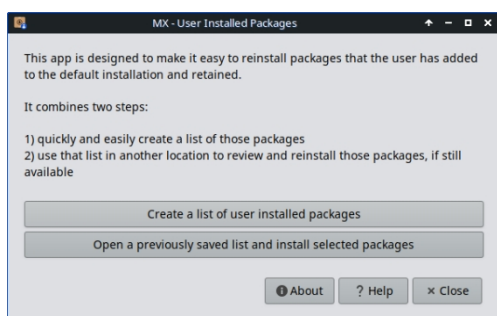 MX - User Installed Packages
This app is designed to make it easy to reinstall packages that the user has added
to the default installation and retained.
It combines two steps:
1) quickly and easily create a list of those packages
2) use that list in another location to review and reinstall those packages, if still
available
Create a list of user installed packages
Open a previously saved list and install selected packages
About ? Help × Close